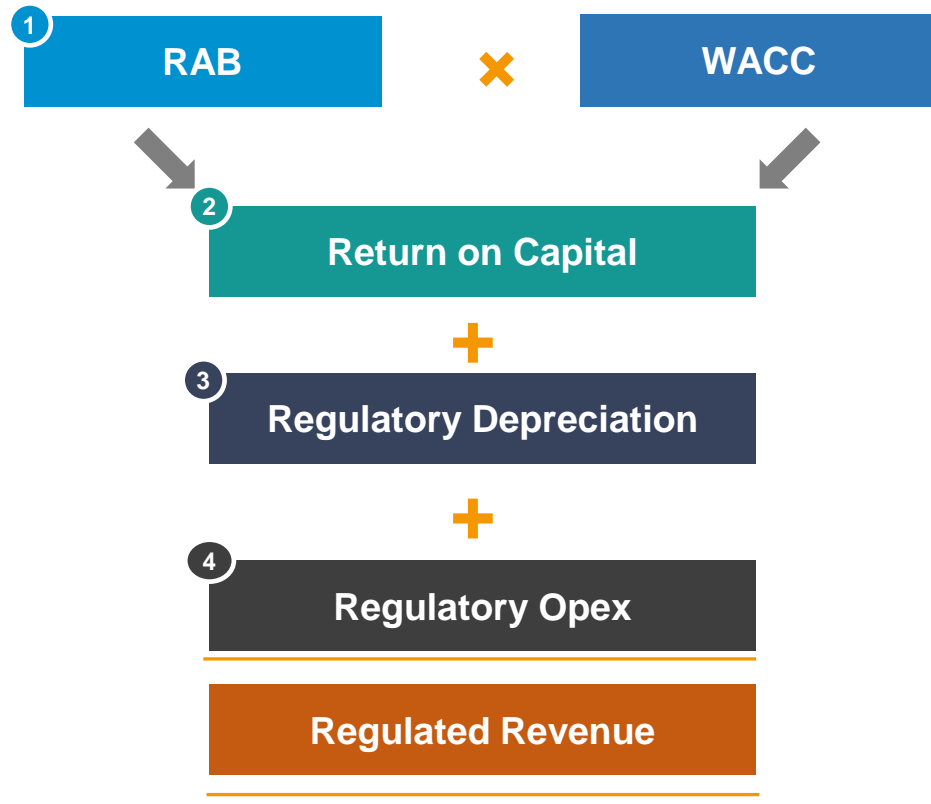 1
RAB
WACC
2
Return on Capital
3
Regulatory Depreciation
4
Regulatory Opex
Regulated Revenue